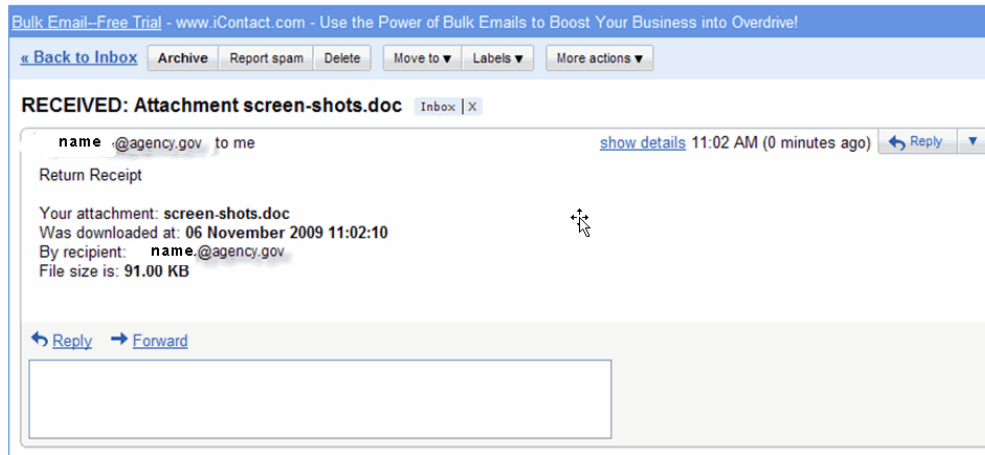 Bulk Email--Free Trial - www.iContact.com - Use the Power of Bulk Emails to Boost Your Business into Overdrive!
« Back to Inbox Archive Report spam Delete Move to ▼ Labels ▼ More actions ▼
RECEIVED: Attachment screen-shots.doc Inbox | X
name @agency.gov to me show details 11:02 AM (0 minutes ago) Reply ▼
Return Receipt
Your attachment: screen-shots.doc
Was downloaded at: 06 November 2009 11:02:10
By recipient: name.@agency.gov
File size is: 91.00 KB
Reply Forward